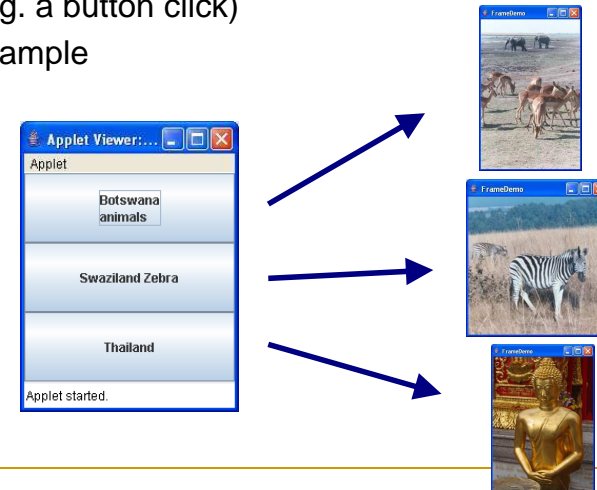 g. a button click)
ample
Applet Viewer:...
Applet
Botswana
animals
Swaziland Zebra
Thailand
Applet started.
FrameDemo
FrameDemo
FrameDemo